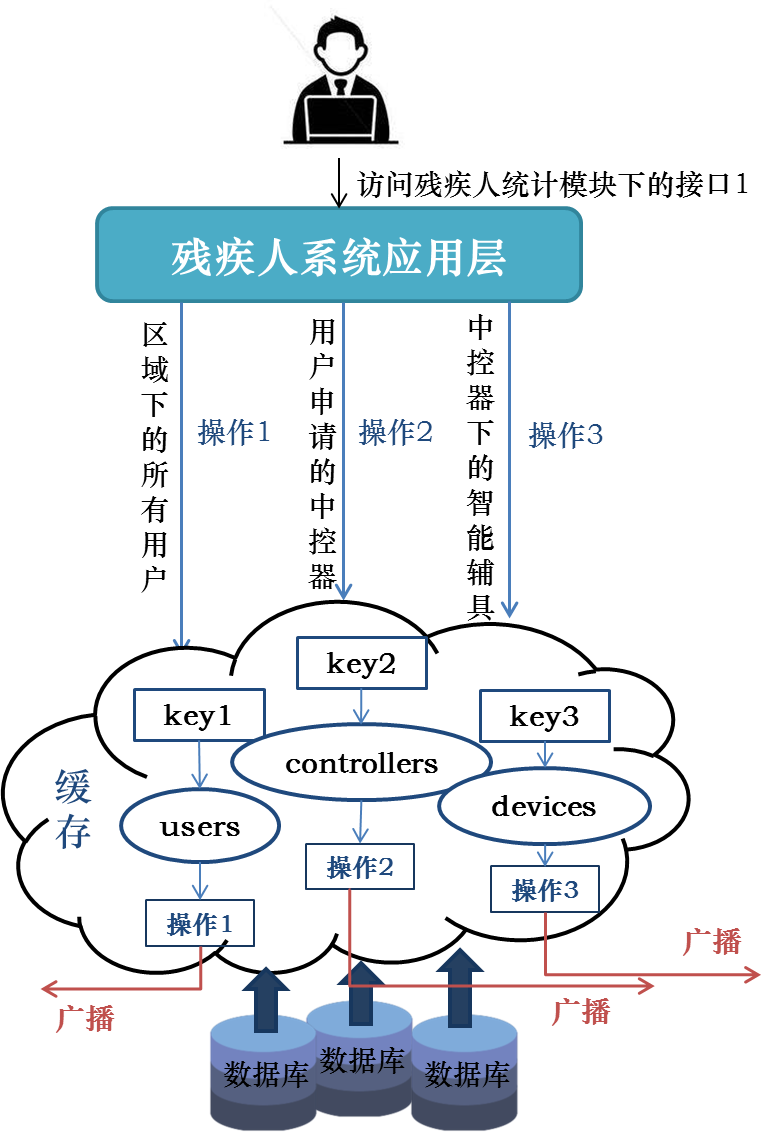 访问残疾人统计模块下的接口1
残疾人系统应用层
区域下的所有用户
操作1
用户申请的中控器
操作2
中控器下的智能辅具
操作3
key2
key1
key3
controllers
缓存
devices
users
操作2
操作3
操作1
广播
广播
广播
数据库
数据库
数据库